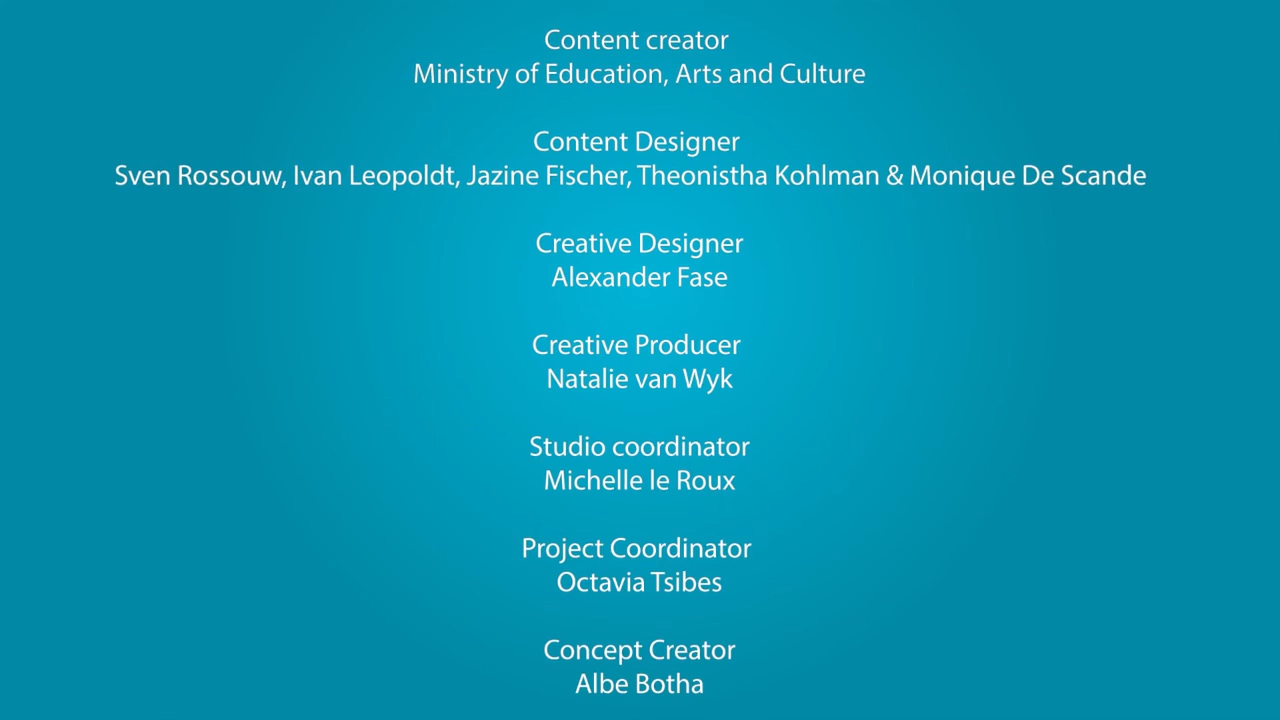 Content creator
Ministry of Education, Arts and Culture
Content Designer
Sven Rossouw, Ivan Leopoldt, Jazine Fischer, Theonistha Kohlman & Monique De Scande
Creative Designer
Alexander Fase
Creative Producer
Natalie van Wyk
Studio coordinator
Michelle le Roux
Project Coordinator
Octavia Tsibes
Concept Creator
Albe Botha